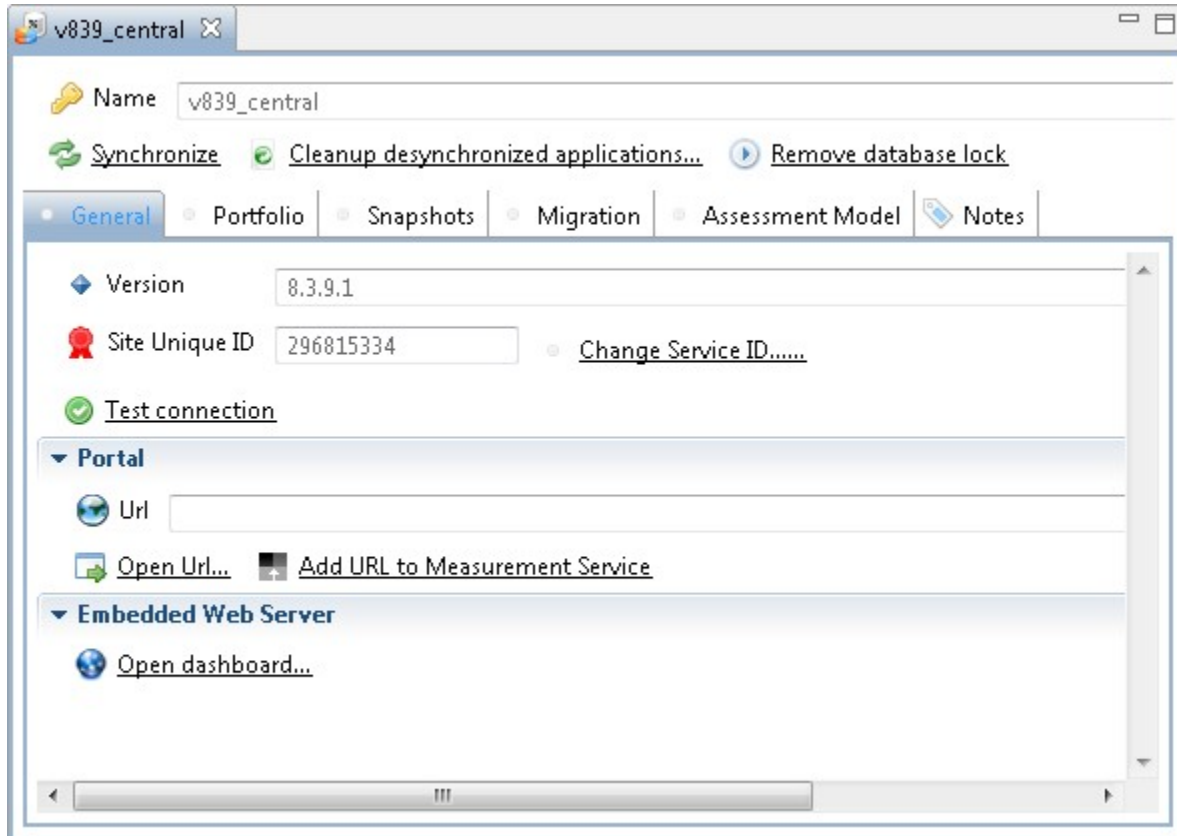 v839_central
Name v839_central
Synchronize Cleanup desynchronized applications... Remove database lock
General Portfolio Snapshots Migration Assessment Model Notes
Version 8.3.9.1
Site Unique ID 296815334 Change Service ID......
Test connection
Portal
Url
Open Url... Add URL to Measurement Service
Embedded Web Server
Open dashboard...